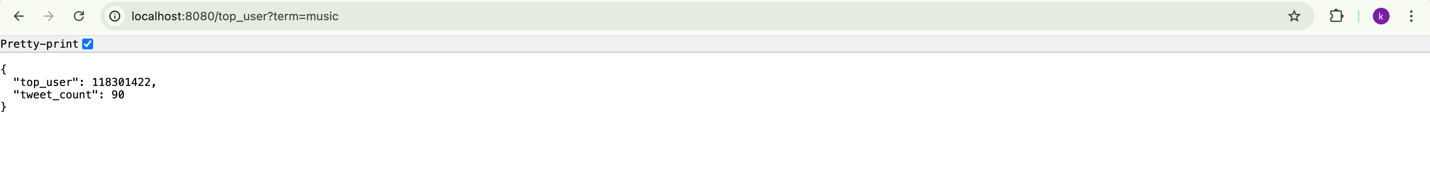 localhost:8080/top_user?term=music
k
Pretty-print
{
  "top_user": 118301422,
  "tweet_count": 90
}